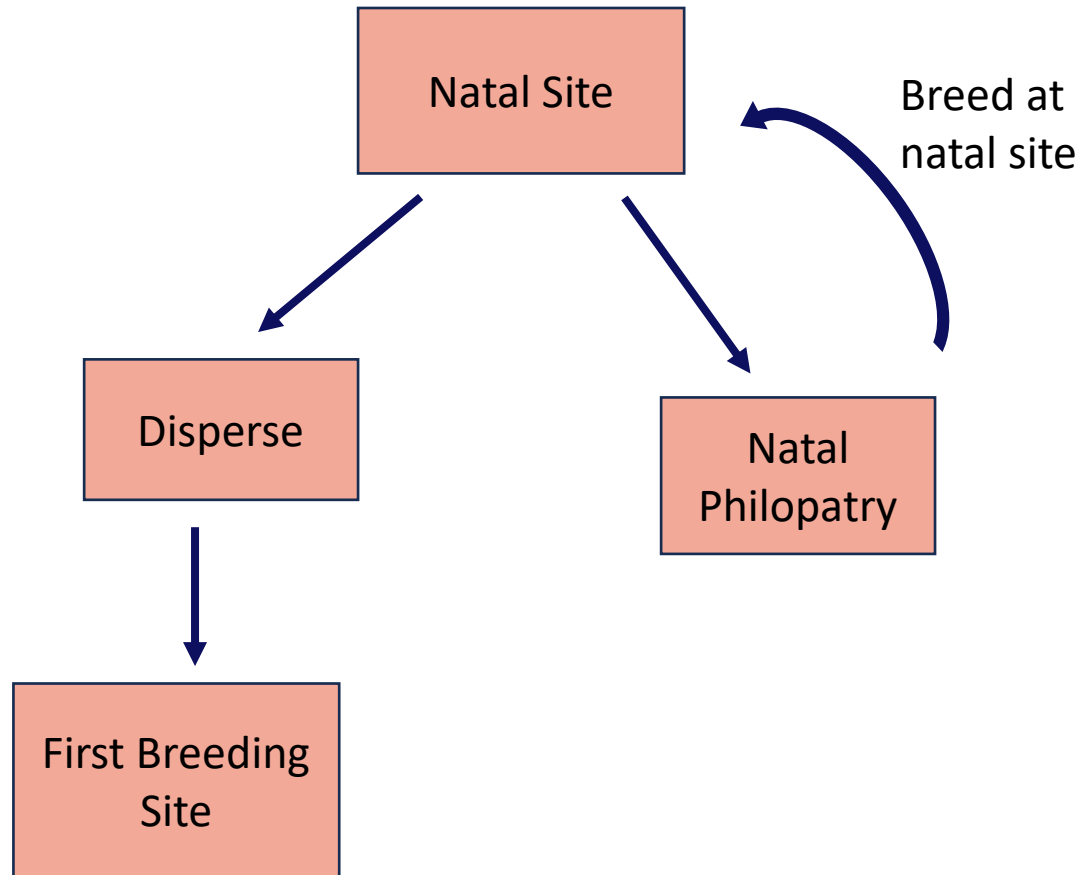 Natal Site
Breed at
natal site
Disperse
Natal
Philopatry
First Breeding
Site